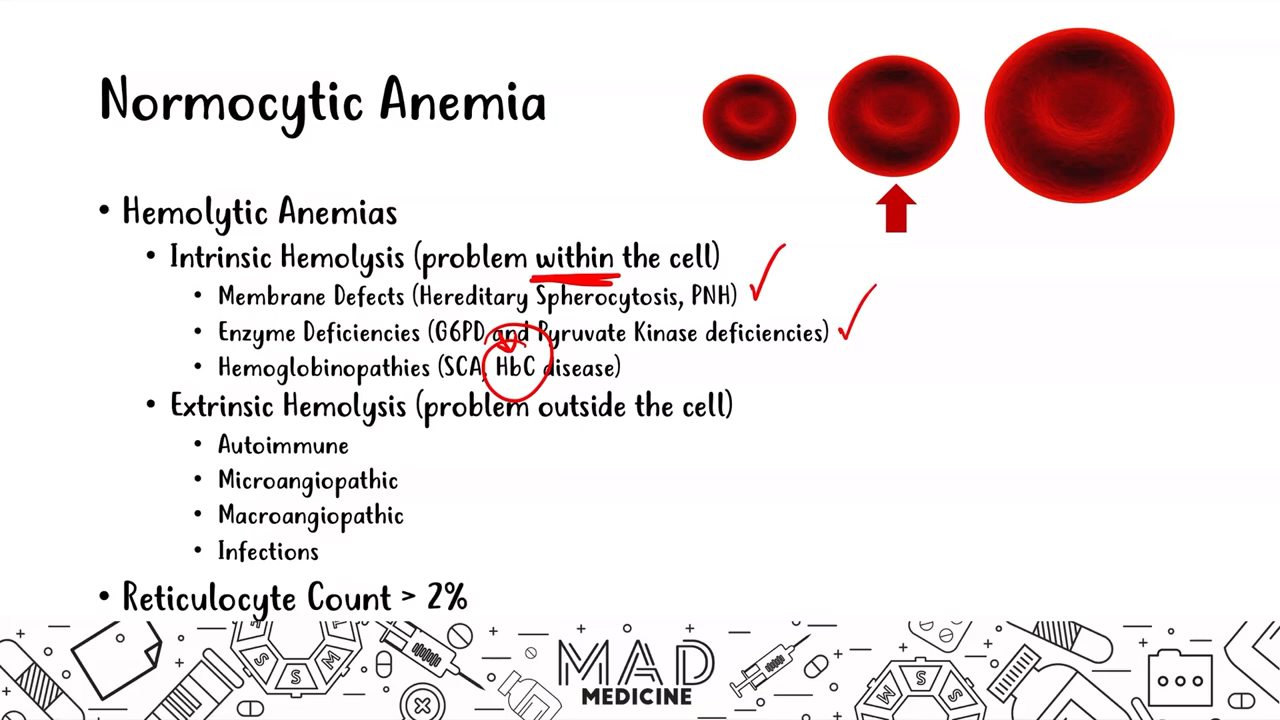 Normocytic Anemia
• Hemolytic Anemias
• Intrinsic Hemolysis (problem within the cell)
• Membrane Defects (Hereditary Spherocytosis, PNH)
• Enzyme Deficiencies (G6PD and Pyruvate Kinase deficiencies)
• Hemoglobinopathies (SCA, HbC disease)
• Extrinsic Hemolysis (problem outside the cell)
• Autoimmune
• Microangiopathic
• Macroangiopathic
• Infections
• Reticulocyte Count > 2%
S S M
MAD
MEDICINE
M S S